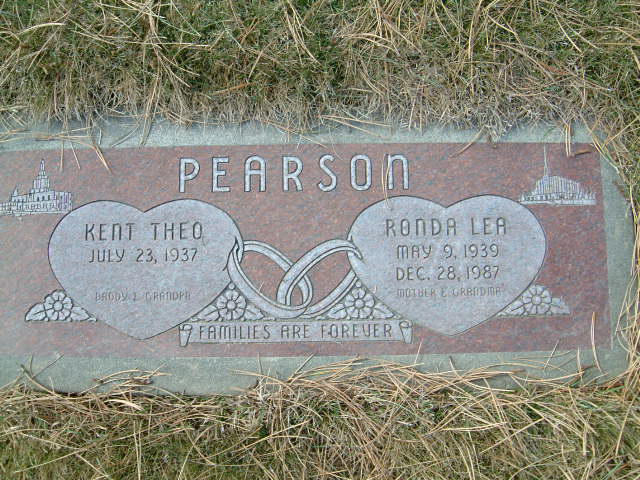 PEARSON
KENT THEO
JULY 23, 1937
DADDY & GRANDPA
RONDA LEA
MAY 9, 1939
DEC. 28, 1987
MOTHER & GRANDMA
FAMILIES ARE FOREVER